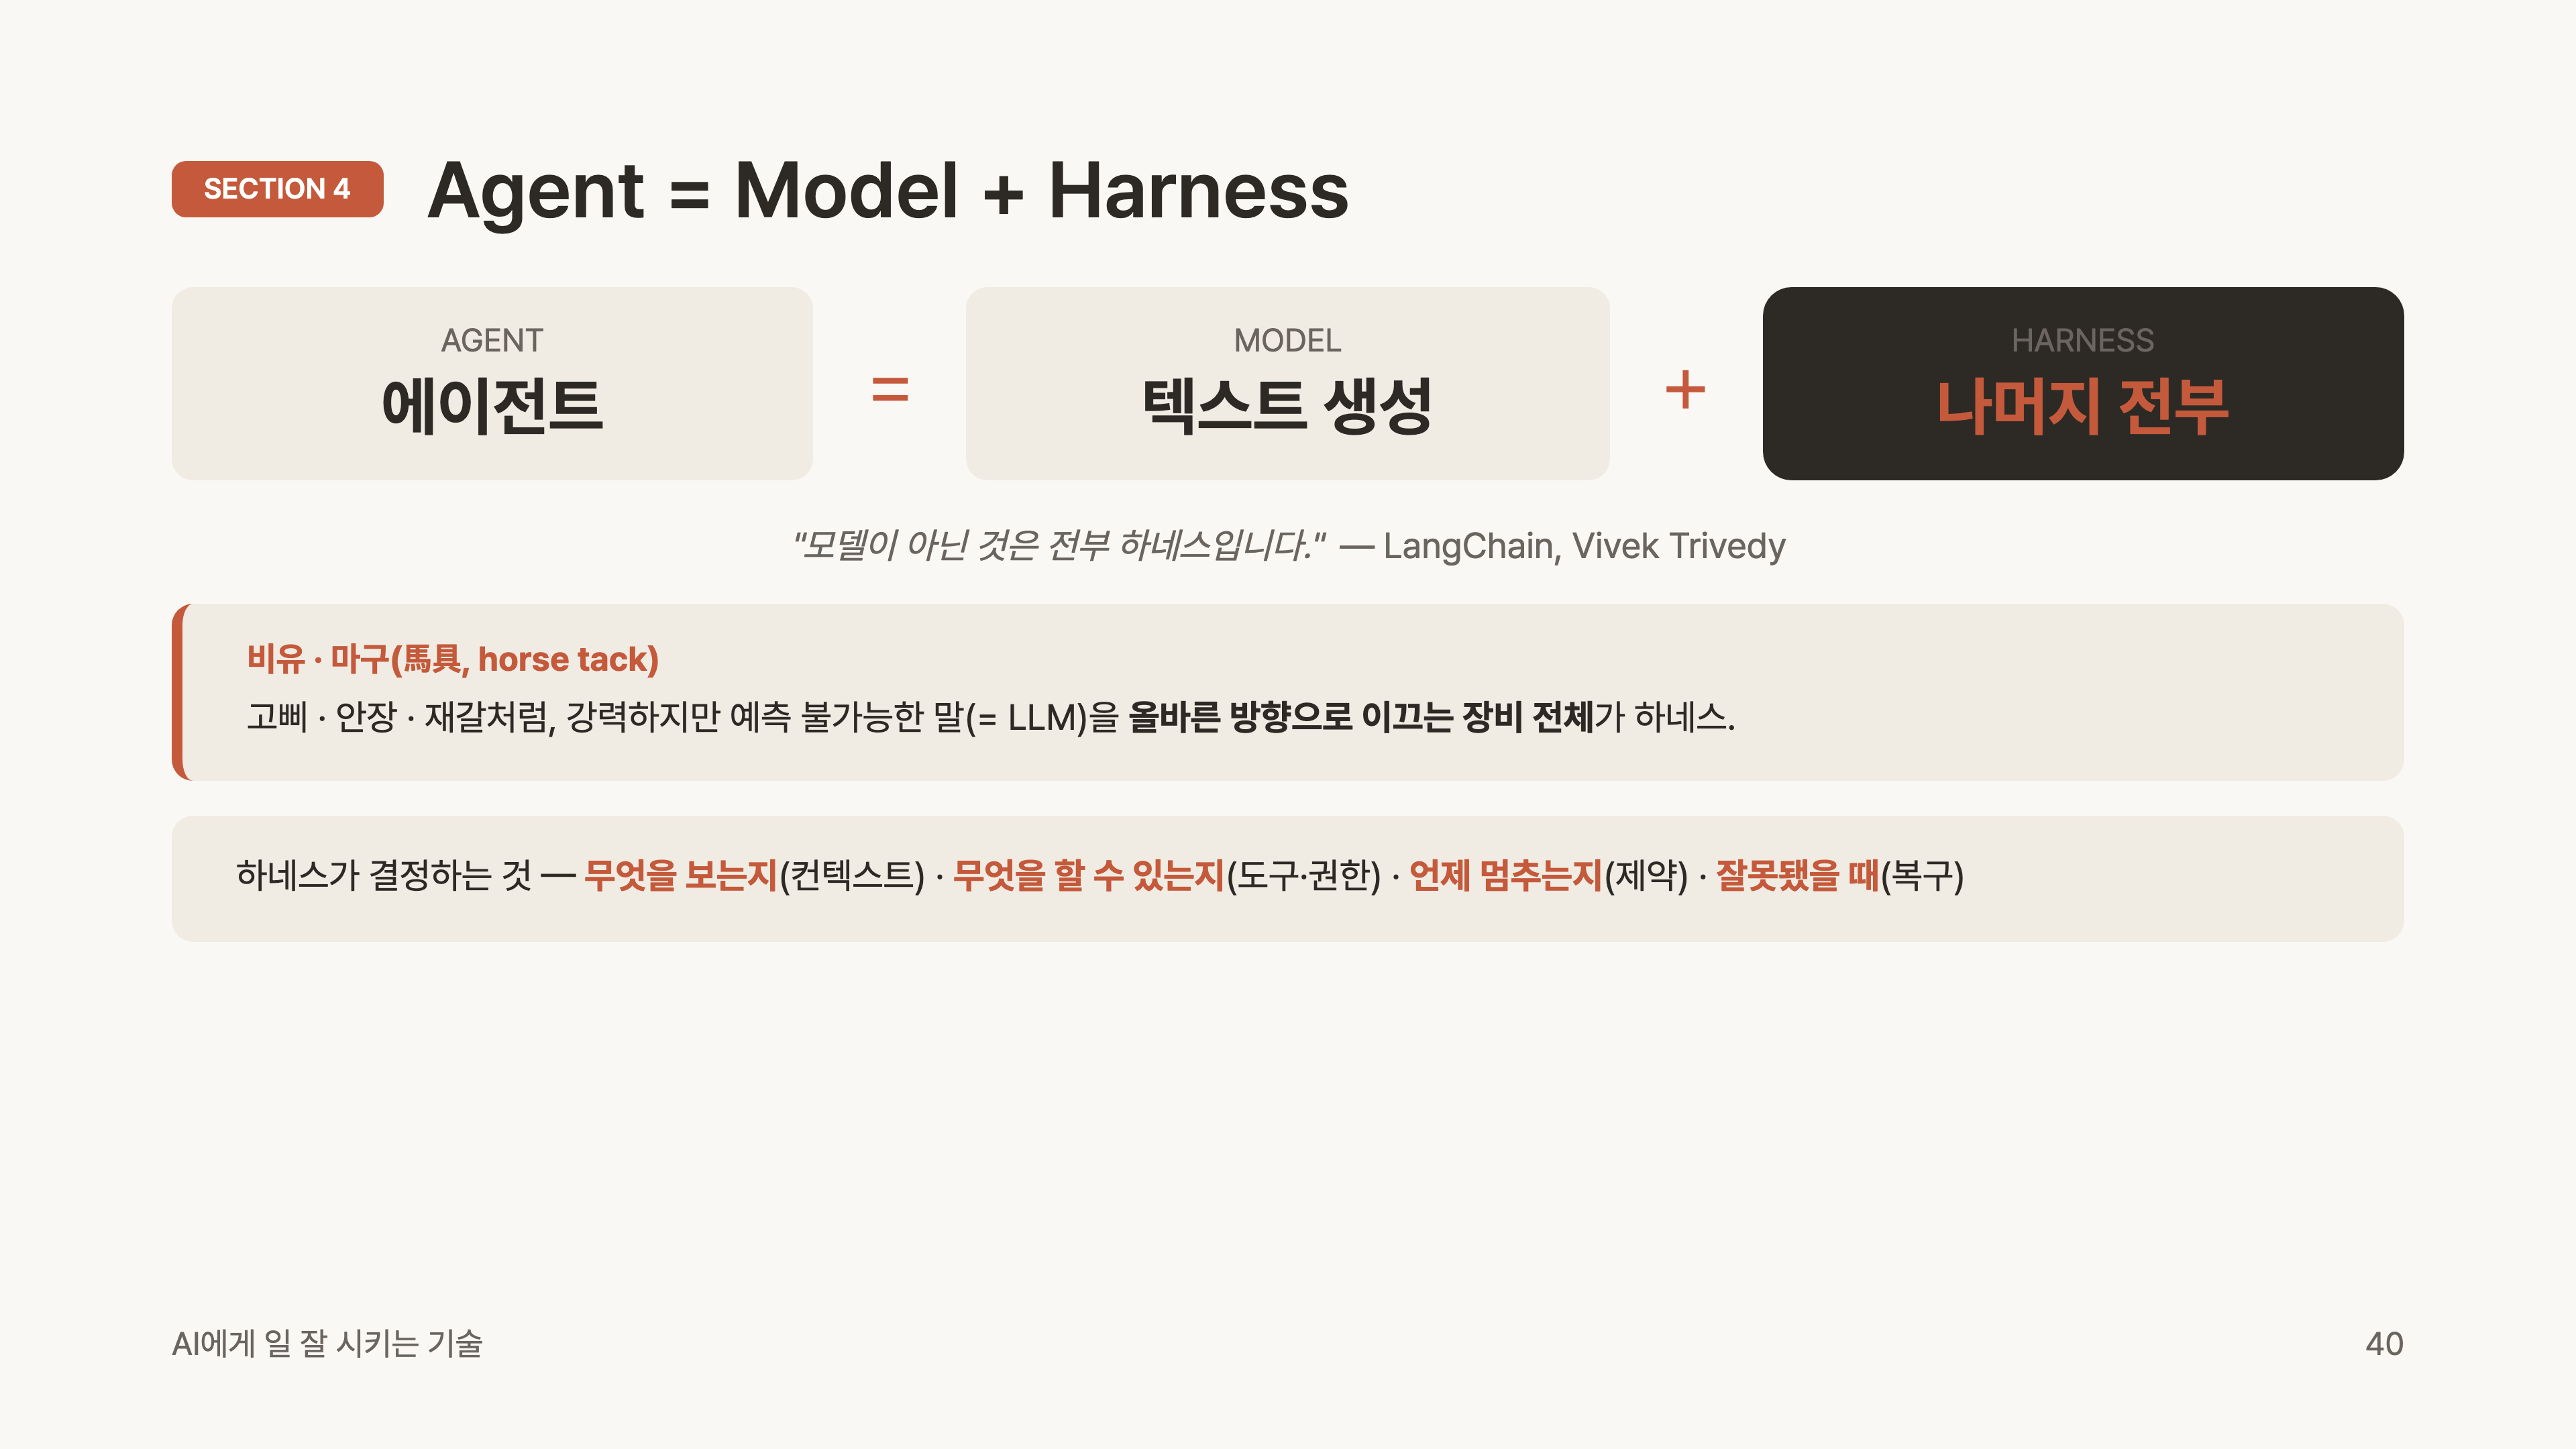 SECTION 4
Agent = Model + Harness
AGENT
에이전트
=
MODEL
텍스트 생성
+
HARNESS
나머지 전부
"모델이 아닌 것은 전부 하네스입니다." — LangChain, Vivek Trivedy
비유 · 마구(馬具, horse tack)
고삐 · 안장 · 재갈처럼, 강력하지만 예측 불가능한 말(= LLM)을 올바른 방향으로 이끄는 장비 전체가 하네스.
하네스가 결정하는 것 — 무엇을 보는지(컨텍스트) · 무엇을 할 수 있는지(도구·권한) · 언제 멈추는지(제약) · 잘못됐을 때(복구)
AI에게 일 잘 시키는 기술
40